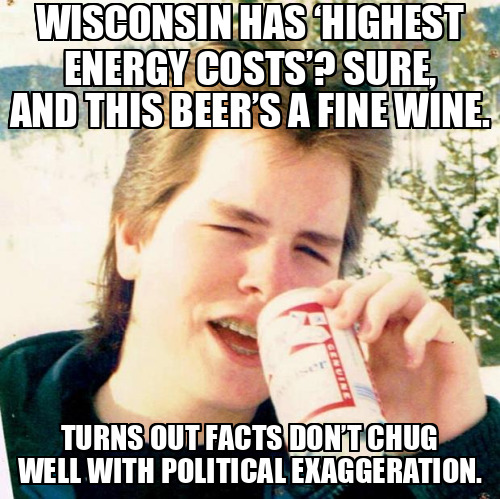 WISCONSIN HAS ‘HIGHEST
ENERGY COSTS’? SURE,
AND THIS BEER’S A FINE WINE.
TURNS OUT FACTS DON’T CHUG
WELL WITH POLITICAL EXAGGERATION.